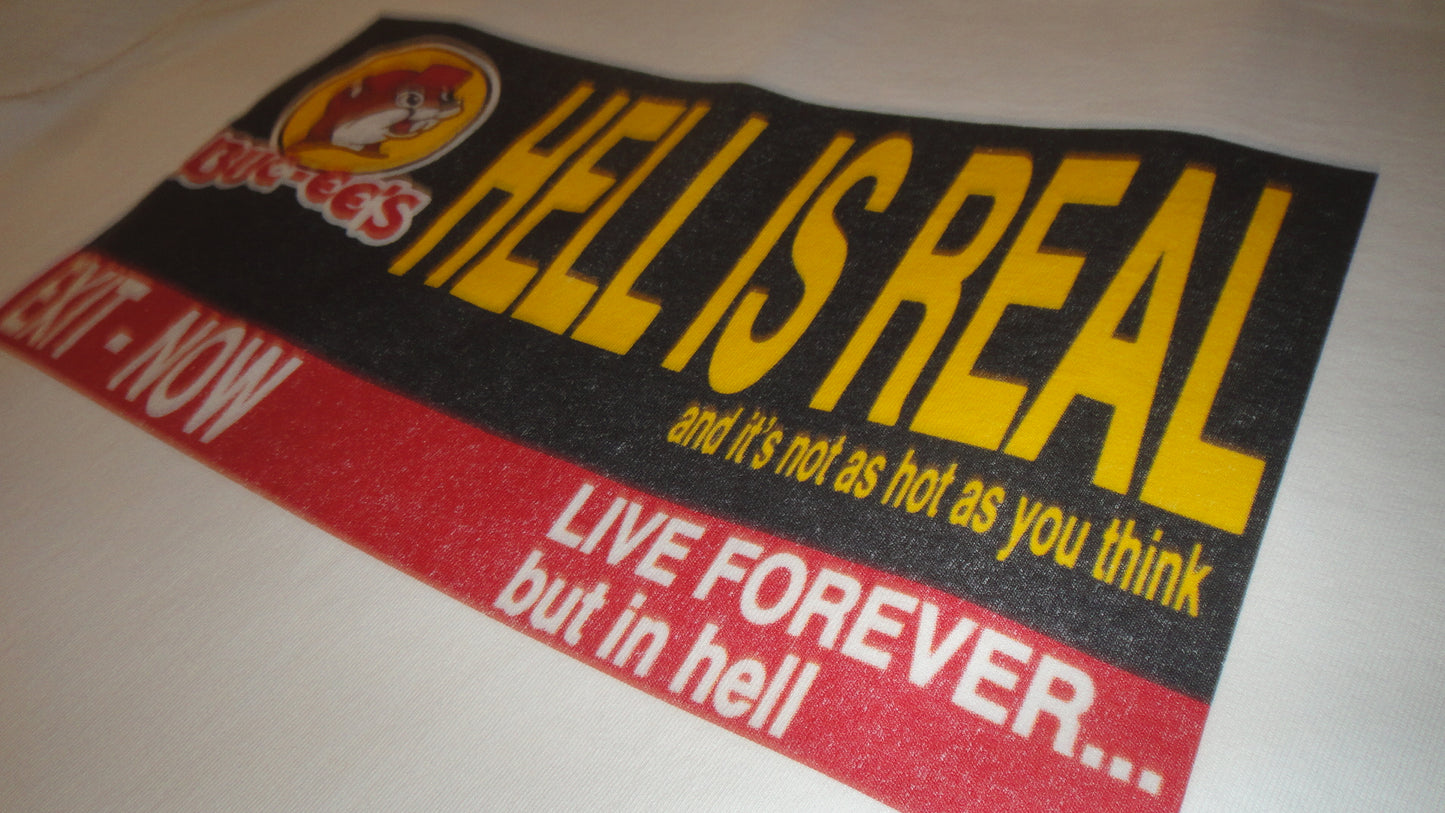 BUC-EE'S
HELL IS REAL
and it's not as hot as you think
EXIT - NOW
LIVE FOREVER...
but in hell